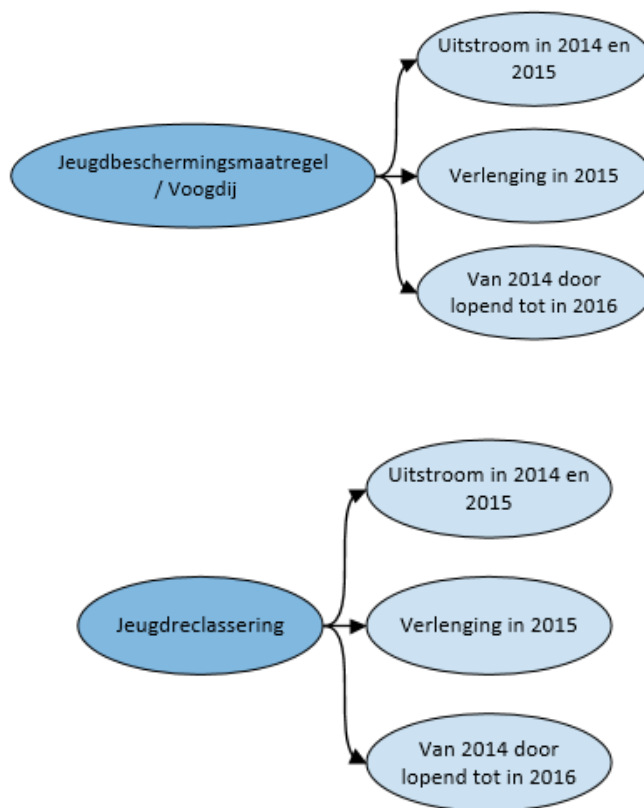 Uitstroom in 2014 en
2015
Jeugdbeschermingsmaatregel
/ Voogdij
Verlenging in 2015
Van 2014 door
lopend tot in 2016
Uitstroom in 2014 en
2015
Jeugdreclassering
Verlenging in 2015
Van 2014 door
lopend tot in 2016